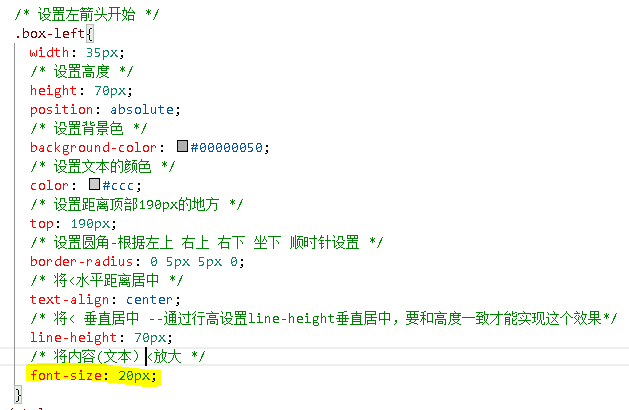 /* 设置左箭头开始 */
.box-left{
width: 35px;
/* 设置高度 */
height: 70px;
position: absolute;
/* 设置背景色 */
background-color: #00000050;
/* 设置文本的颜色 */
color: #ccc;
/* 设置距离顶部190px的地方 */
top: 190px;
/* 设置圆角-根据左上 右上 右下 坐下 顺时针设置 */
border-radius: 0 5px 5px 0;
/* 将<水平距离居中 */
text-align: center;
/* 将< 垂直居中 --通过行高设置line-height垂直居中，要和高度一致才能实现这个效果*/
line-height: 70px;
/* 将内容(文本）<放大 */
font-size: 20px;
}